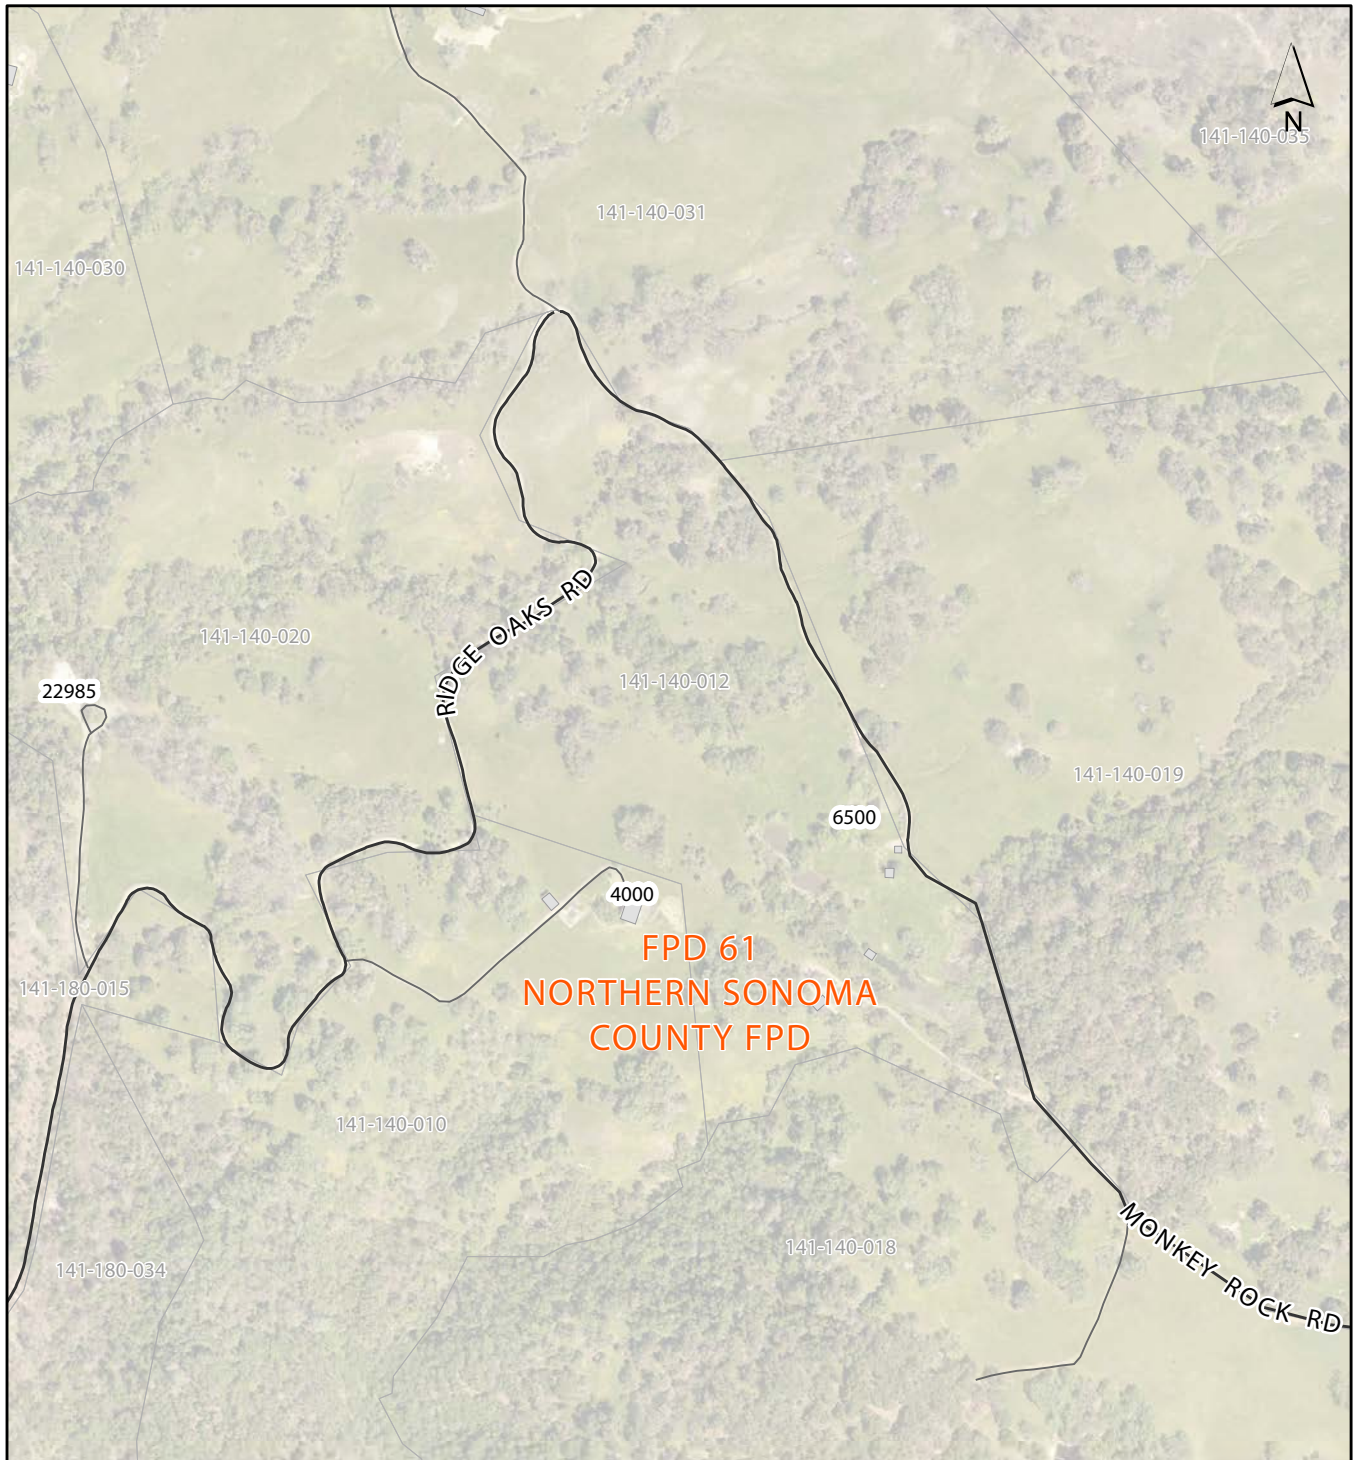 N
141-140-035
141-140-031
141-140-030
RIDGE OAKS RD
141-140-020
141-140-012
22985
141-140-019
6500
4000
FPD 61
NORTHERN SONOMA
COUNTY FPD
141-180-015
141-140-010
141-140-018
MONKEY ROCK RD
141-180-034